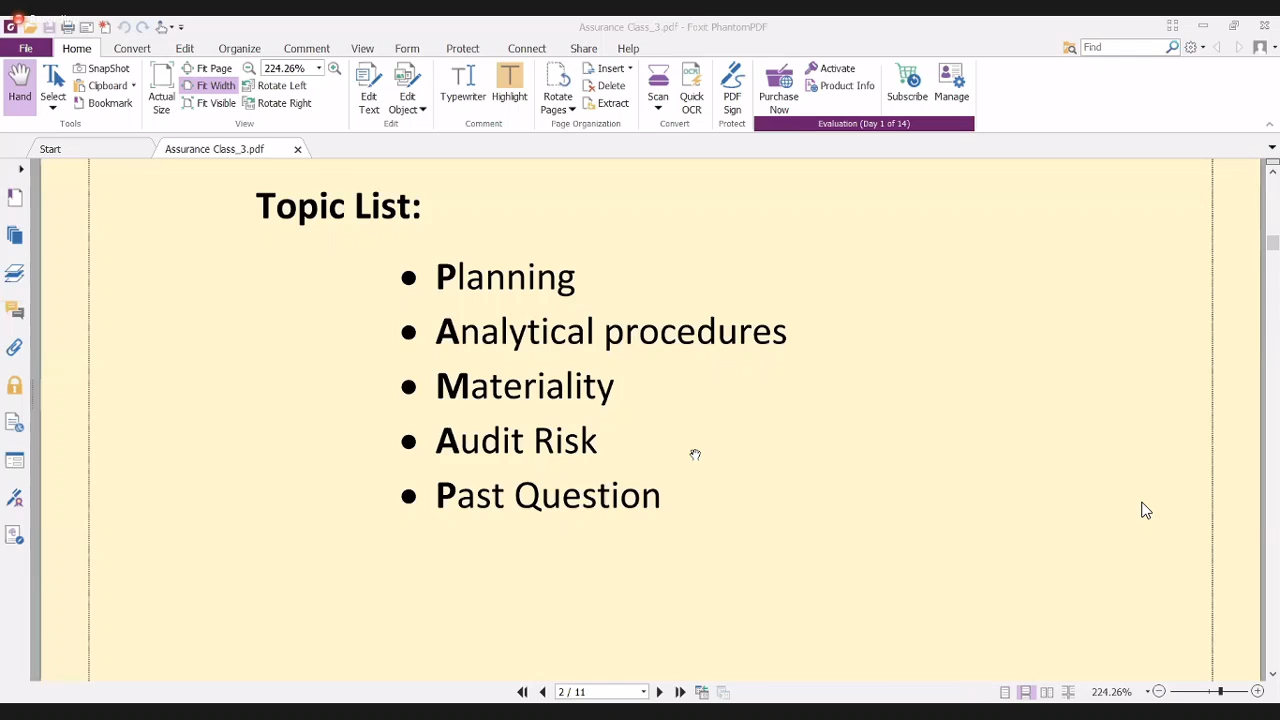 Assurance Class_3.pdf - Foxit PhantomPDF
File Home Convert Edit Organize Comment View Form Protect Connect Share Help Find
Hand
Select
SnapShot
Clipboard
Bookmark
Tools
Actual Size
Fit Page
Fit Width
Fit Visible
224.26%
Rotate Left
Rotate Right
View
Edit Text
Edit Object
Edit
Typewriter
Highlight
Comment
Rotate Pages
Insert
Delete
Extract
Page Organization
Scan
Quick OCR
Convert
PDF Sign
Protect
Purchase Now
Activate
Product Info
Subscribe
Manage
Evaluation (Day 1 of 14)
Start Assurance Class_3.pdf
Topic List:
● Planning
● Analytical procedures
● Materiality
● Audit Risk
● Past Question
2 / 11 224.26%